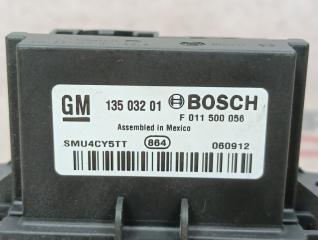 GM 135 032 01 BOSCH
F 011 500 056
Assembled in Mexico
SMU4CY5TT 864 060912